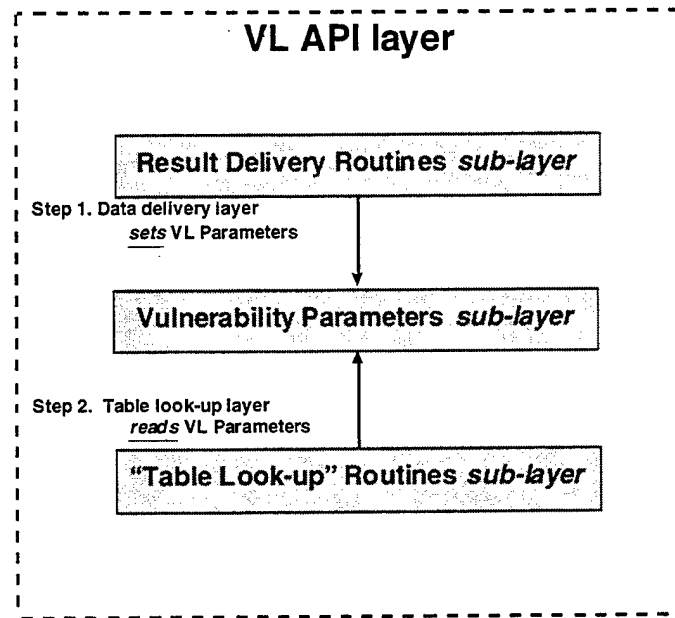 VL API layer
Result Delivery Routines sub-layer
Step 1. Data delivery layer
sets VL Parameters
Vulnerability Parameters sub-layer
Step 2. Table look-up layer
reads VL Parameters
“Table Look-up” Routines sub-layer